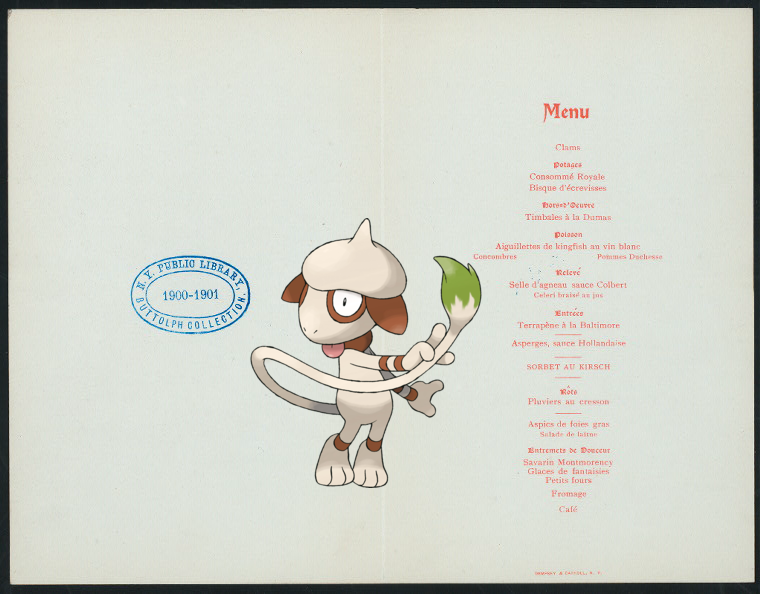 N. Y. PUBLIC LIBRARY,
1900-1901
BUTTOLPH COLLECTION.
Menu
Clams
Potages
Consommé Royale
Bisque d'écrevisses
Hors-d'Oeuvre
Timbales à la Dumas
Poisson
Aiguillettes de kingfish au vin blanc
Concombres Pommes Duchesse
Relevé
Selle d'agneau sauce Colbert
Celeri braisé au jus
Entrée
Terrapène à la Baltimore
Asperges, sauce Hollandaise
SORBET AU KIRSCH
Rôts
Pluviers au cresson
Aspics de foies gras
Salade de laitue
Entremets de Douceur
Savarin Montmorency
Glaces de fantaisies
Petits fours
Fromage
Café